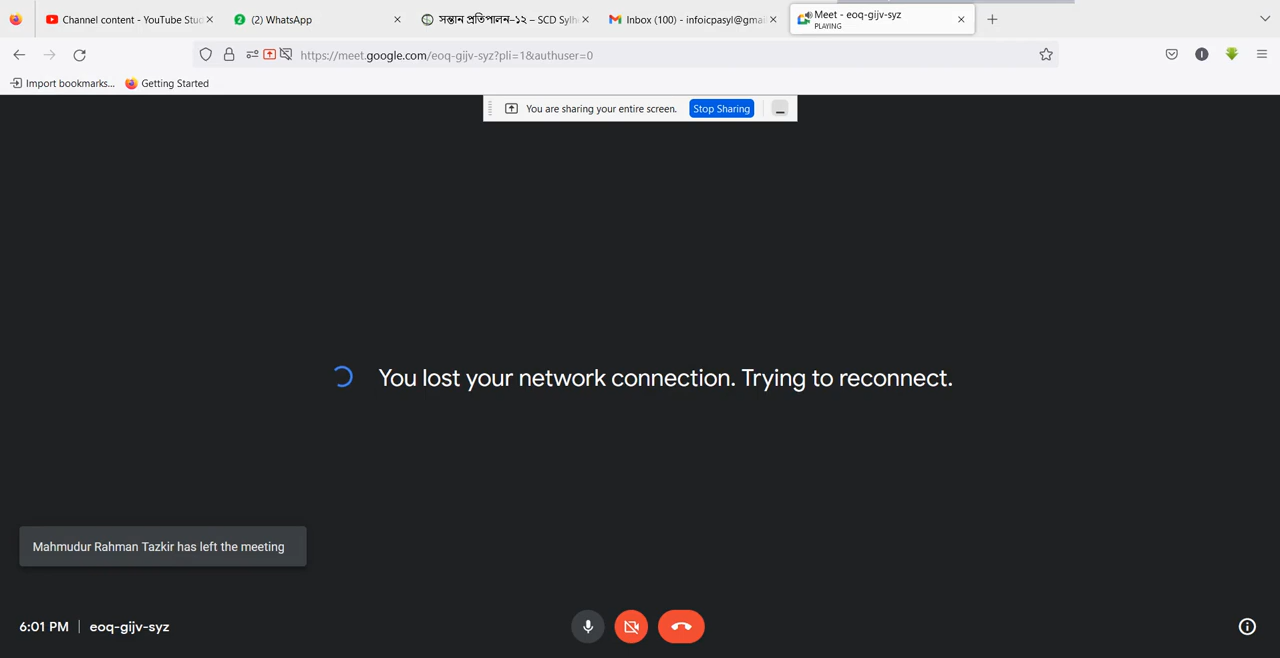 Channel content - YouTube Stud
(2) WhatsApp
সন্তান প্রতিপালন-১২ – SCD Sylh
Inbox (100) - infoicpasyl@gmai
Meet - eoq-gijv-syz
PLAYING
https://meet.google.com/eoq-gijv-syz?pli=1&authuser=0
Import bookmarks...
Getting Started
You are sharing your entire screen.
Stop Sharing
You lost your network connection. Trying to reconnect.
Mahmudur Rahman Tazkir has left the meeting
6:01 PM | eoq-gijv-syz